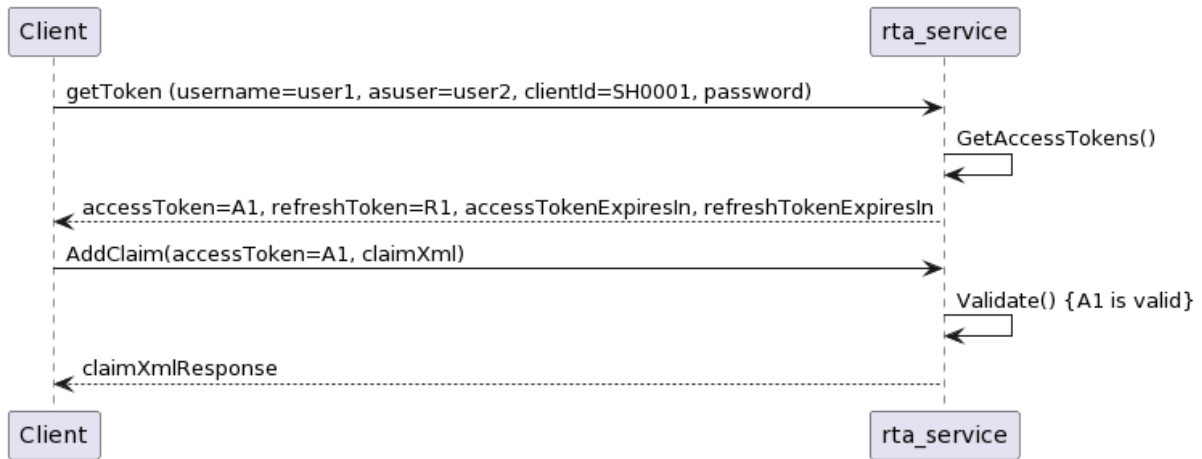 Client
rta_service
getToken (username=user1, asuser=user2, clientId=SH0001, password)
GetAccessTokens()
accessToken=A1, refreshToken=R1, accessTokenExpiresIn, refreshTokenExpiresIn
AddClaim(accessToken=A1, claimXml)
Validate() {A1 is valid}
claimXmlResponse
Client
rta_service